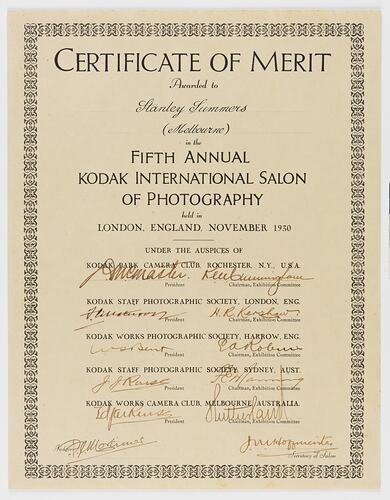 CERTIFICATE OF MERIT
Awarded to
Stanley Summers
(Melbourne)
in the
FIFTH ANNUAL
KODAK INTERNATIONAL SALON
OF PHOTOGRAPHY
held in
LONDON, ENGLAND, NOVEMBER 1930
UNDER THE AUSPICES OF
KODAK PARK CAMERA CLUB ROCHESTER, N.Y., U.S.A.
McMaster.
President Chairman, Exhibition Committee
KODAK STAFF PHOTOGRAPHIC SOCIETY, LONDON, ENG.
H. R. Kershaw
President Chairman, Exhibition Committee
KODAK WORKS PHOTOGRAPHIC SOCIETY, HARROW, ENG.
President Chairman, Exhibition Committee
KODAK STAFF PHOTOGRAPHIC SOCIETY, SYDNEY, AUST.
President Chairman, Exhibition Committee
KODAK WORKS CAMERA CLUB MELBOURNE AUSTRALIA.
President Chairman, Exhibition Committee
Secretary of Salon